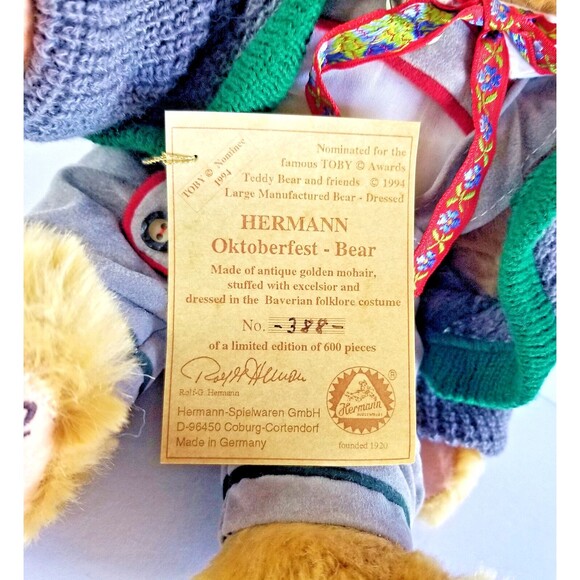 TOBY © Nominee
1994
Nominated for the
famous TOBY © Awards
Teddy Bear and friends © 1994
Large Manufactured Bear - Dressed
HERMANN
Oktoberfest - Bear
Made of antique golden mohair,
stuffed with excelsior and
dressed in the Baverian folklore costume
No. -388-
of a limited edition of 600 pieces
Rolf-G. Hermann
Hermann-Spielwaren GmbH
D-96450 Coburg-Cortendorf
Made in Germany
Hermann
®
founded 1920